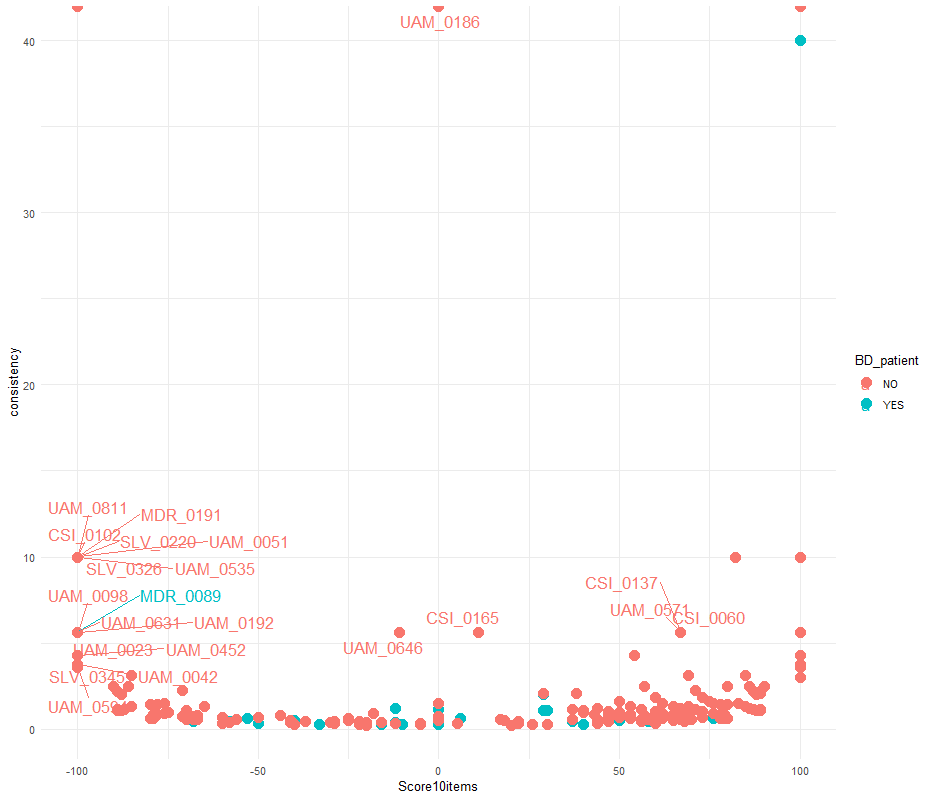 UAM_0186
40
30
consistency
20
BD_patient
NO
YES
UAM_0811
MDR_0191
CSI_0102
SLV_0220
UAM_0051
10
SLV_0326
UAM_0535
CSI_0137
UAM_0098
MDR_0089
UAM_0571
CSI_0165
CSI_0060
UAM_0631
UAM_0192
UAM_0023
UAM_0452
UAM_0646
SLV_0345
UAM_0042
0
-100
-50
0
50
100
Score10items